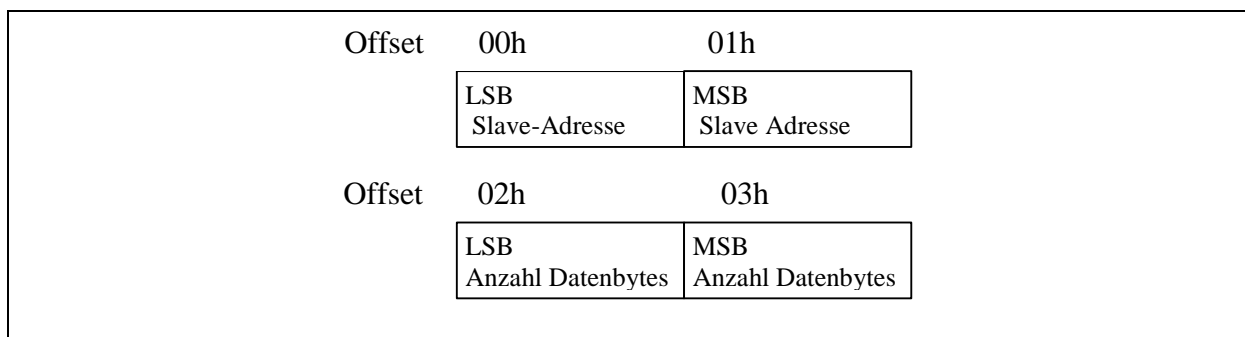 Offset 00h 01h
LSB MSB
Slave-Adresse Slave Adresse
Offset 02h 03h
LSB MSB
Anzahl Datenbytes Anzahl Datenbytes